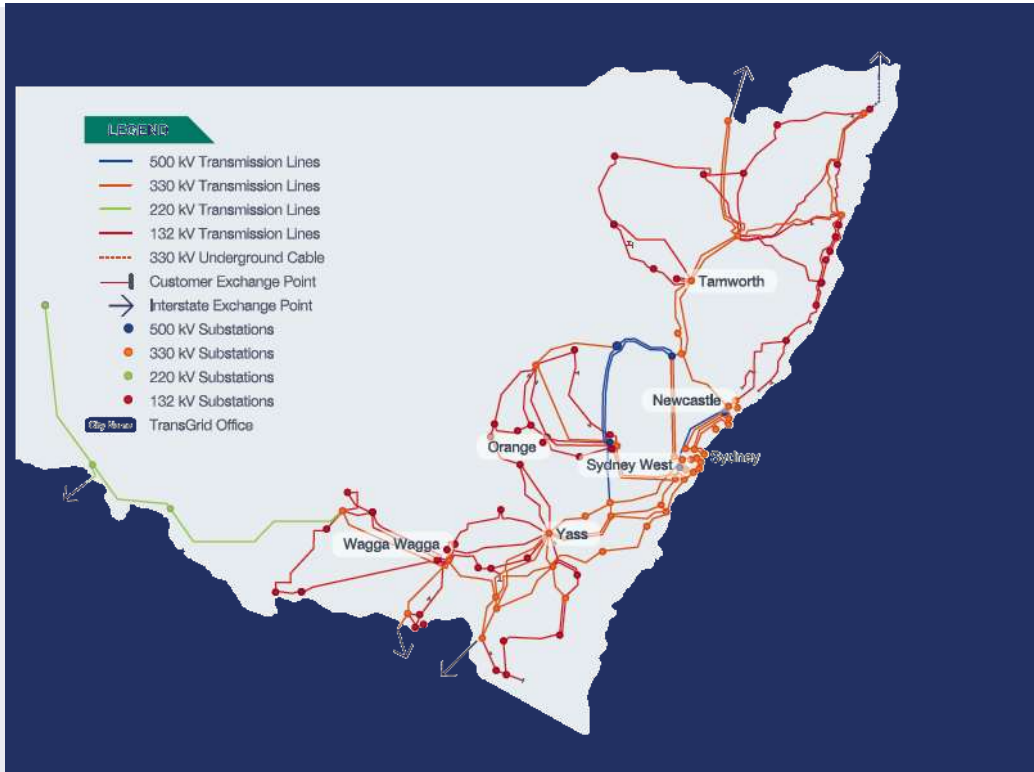 LEGEND
500 kV Transmission Lines
330 kV Transmission Lines
220 kV Transmission Lines
132 kV Transmission Lines
330 kV Underground Cable
Customer Exchange Point
Interstate Exchange Point
500 kV Substations
330 kV Substations
220 kV Substations
132 kV Substations
TransGrid Office
Tamworth
Newcastle
Orange
Sydney West
Sydney
Yass
Wagga Wagga